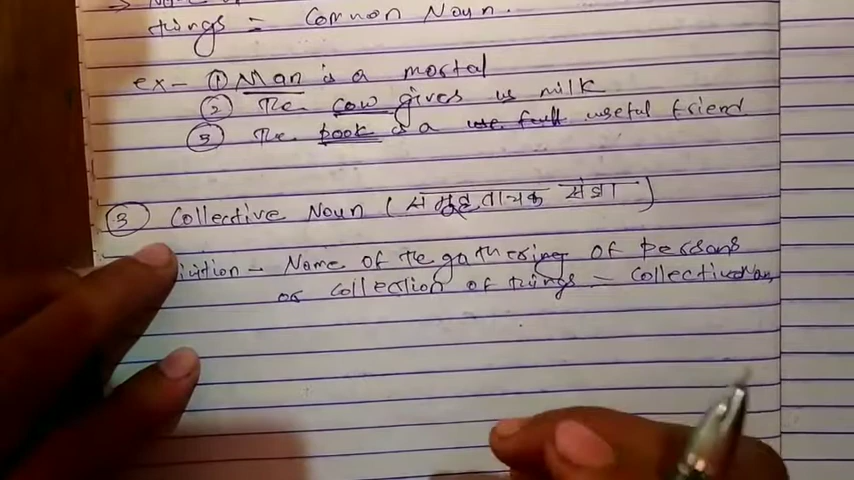 things = Common Noun.
ex- ① Man is a mortal
② The cow gives us milk
③ The book is a useful friend
③ Collective Noun (समुहवाचक संज्ञा)
Name of the gathering of persons
or collection of things = Collective Noun